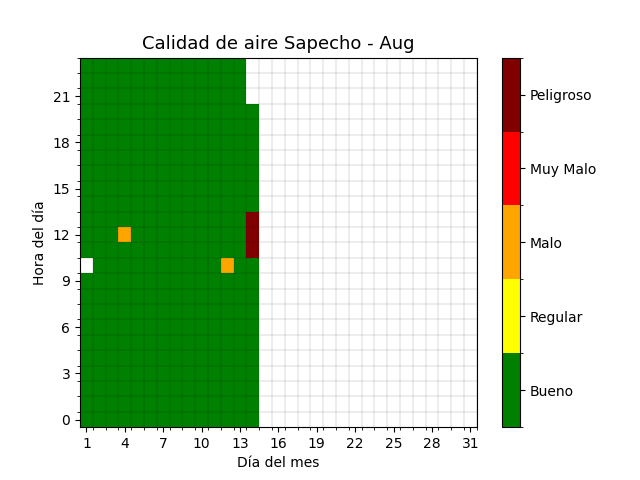 Calidad de aire Sapecho - Aug
Hora del día
21
18
15
12
9
6
3
0
1 4 7 10 13 16 19 22 25 28 31
Día del mes
Peligroso
Muy Malo
Malo
Regular
Bueno